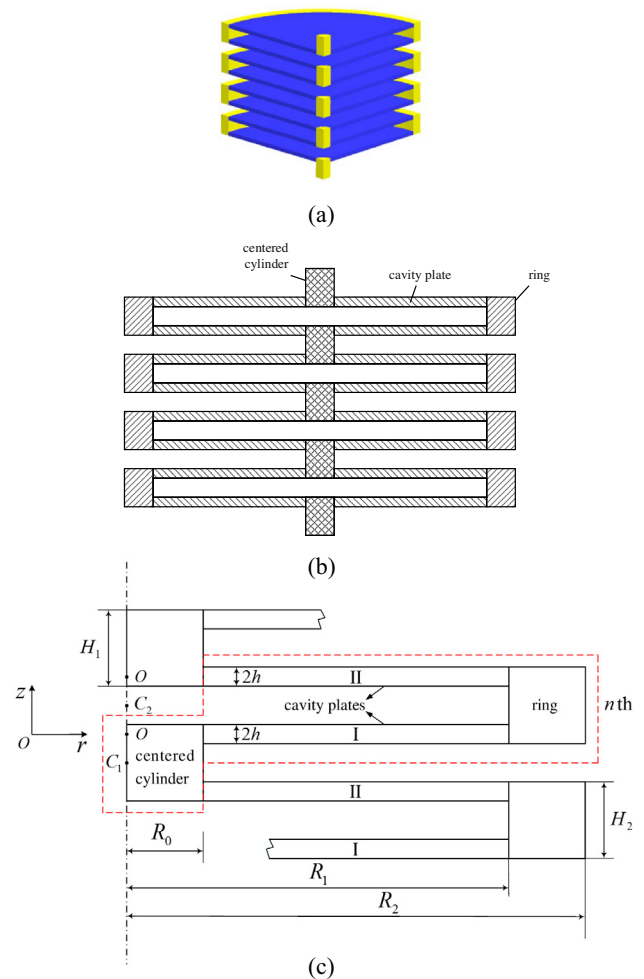 (a)
centered
cylinder
cavity plate
ring
(b)
H₁
O
2h
II
z
C₂
cavity plates
ring
n th
O
r
O
2h
I
C₁
centered
cylinder
II
R₀
H₂
I
R₁
R₂
(c)